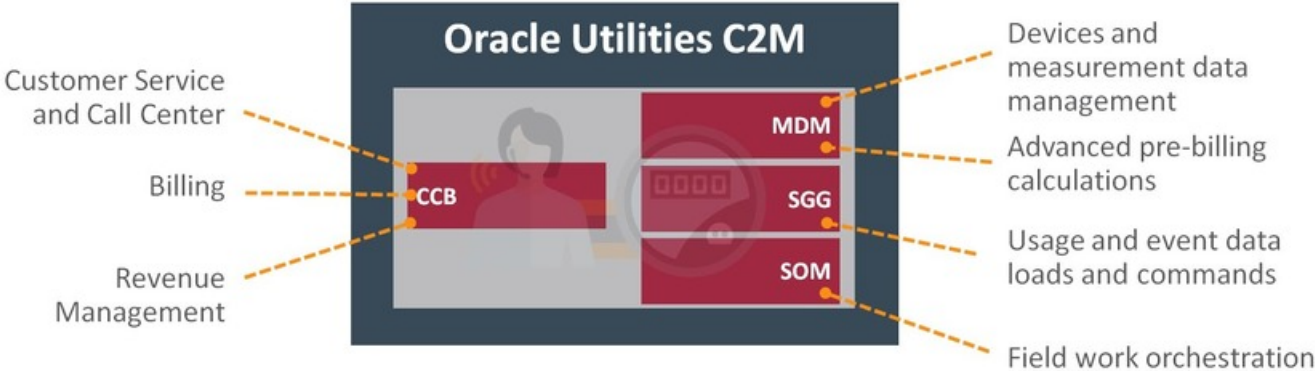 Oracle Utilities C2M
Customer Service
and Call Center
Billing
Revenue
Management
CCB
MDM
SGG
SOM
0000
Devices and
measurement data
management
Advanced pre-billing
calculations
Usage and event data
loads and commands
Field work orchestration